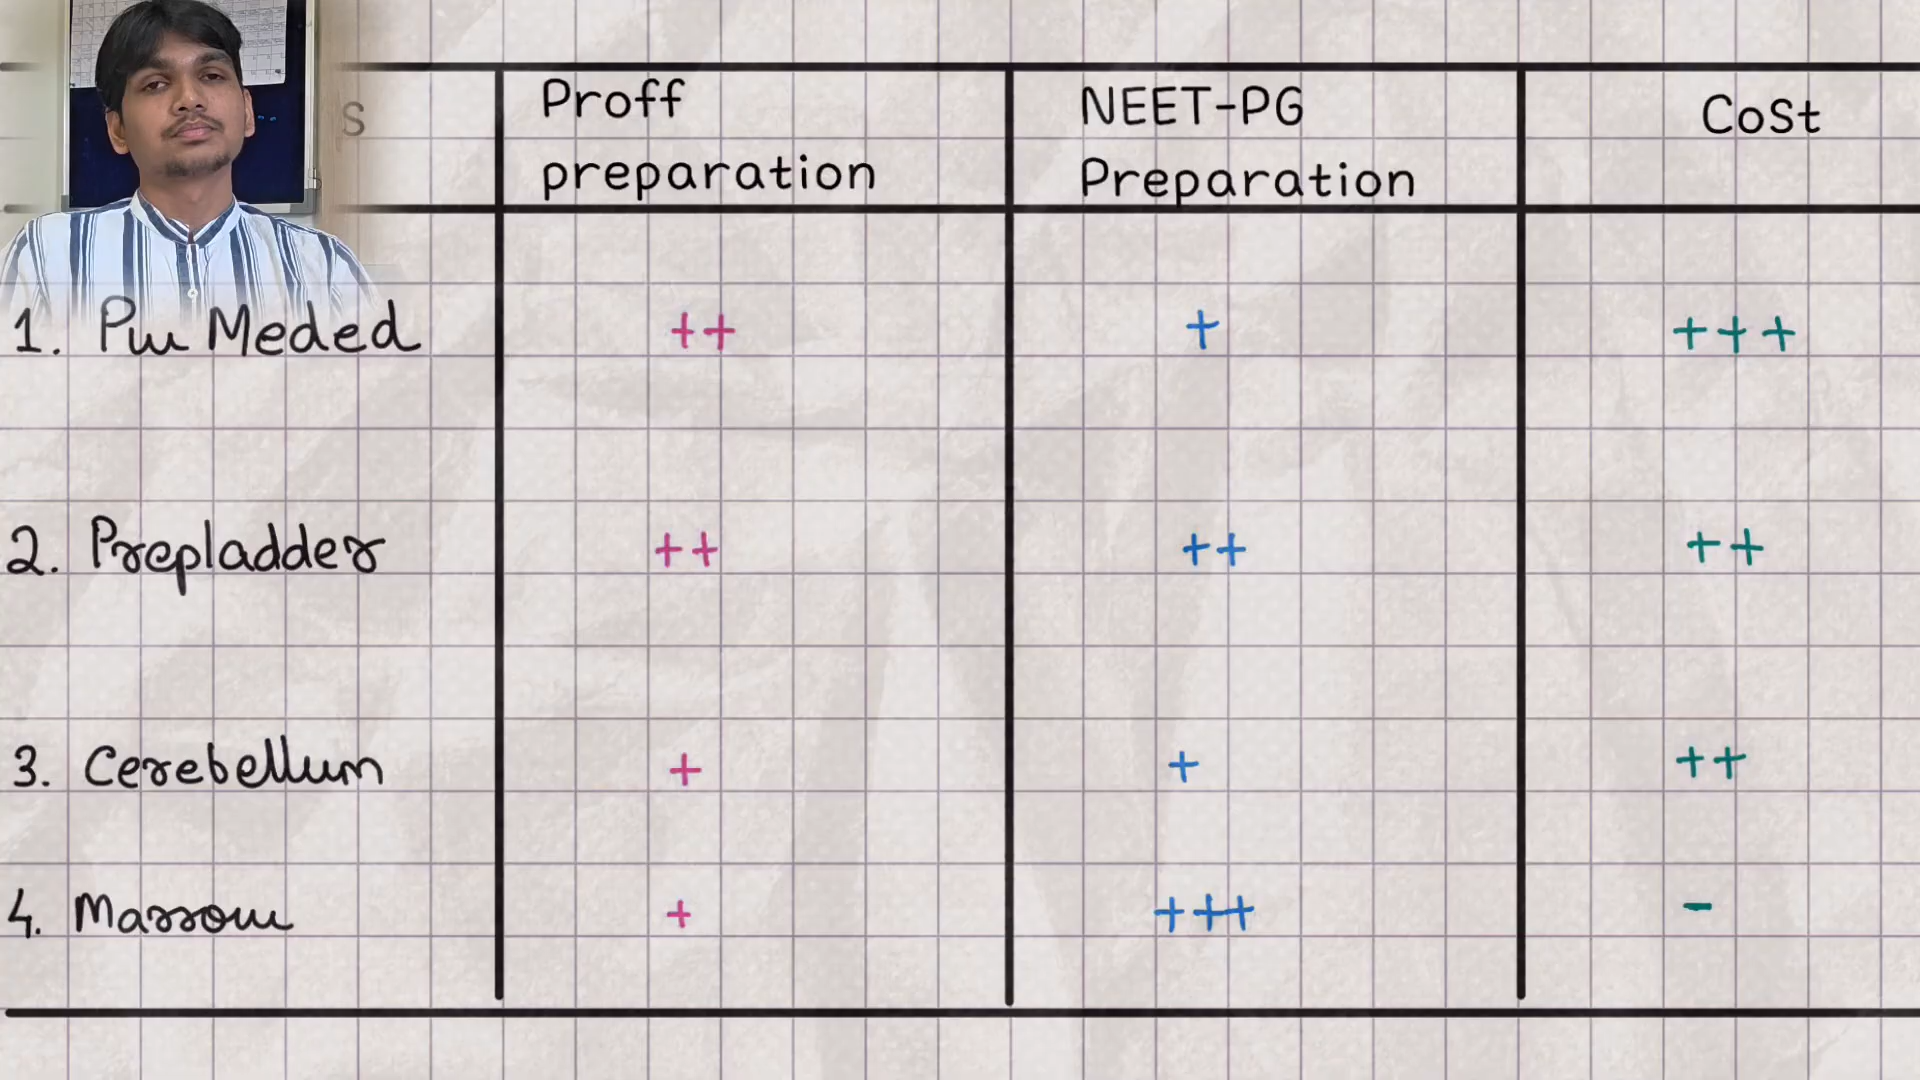 s
Proff
preparation
NEET-PG
Preparation
Cost
1. Pw Meded ++ + +++
2. Prepladder ++ ++ ++
3. Cerebellum + + ++
4. Marrow + +++ -